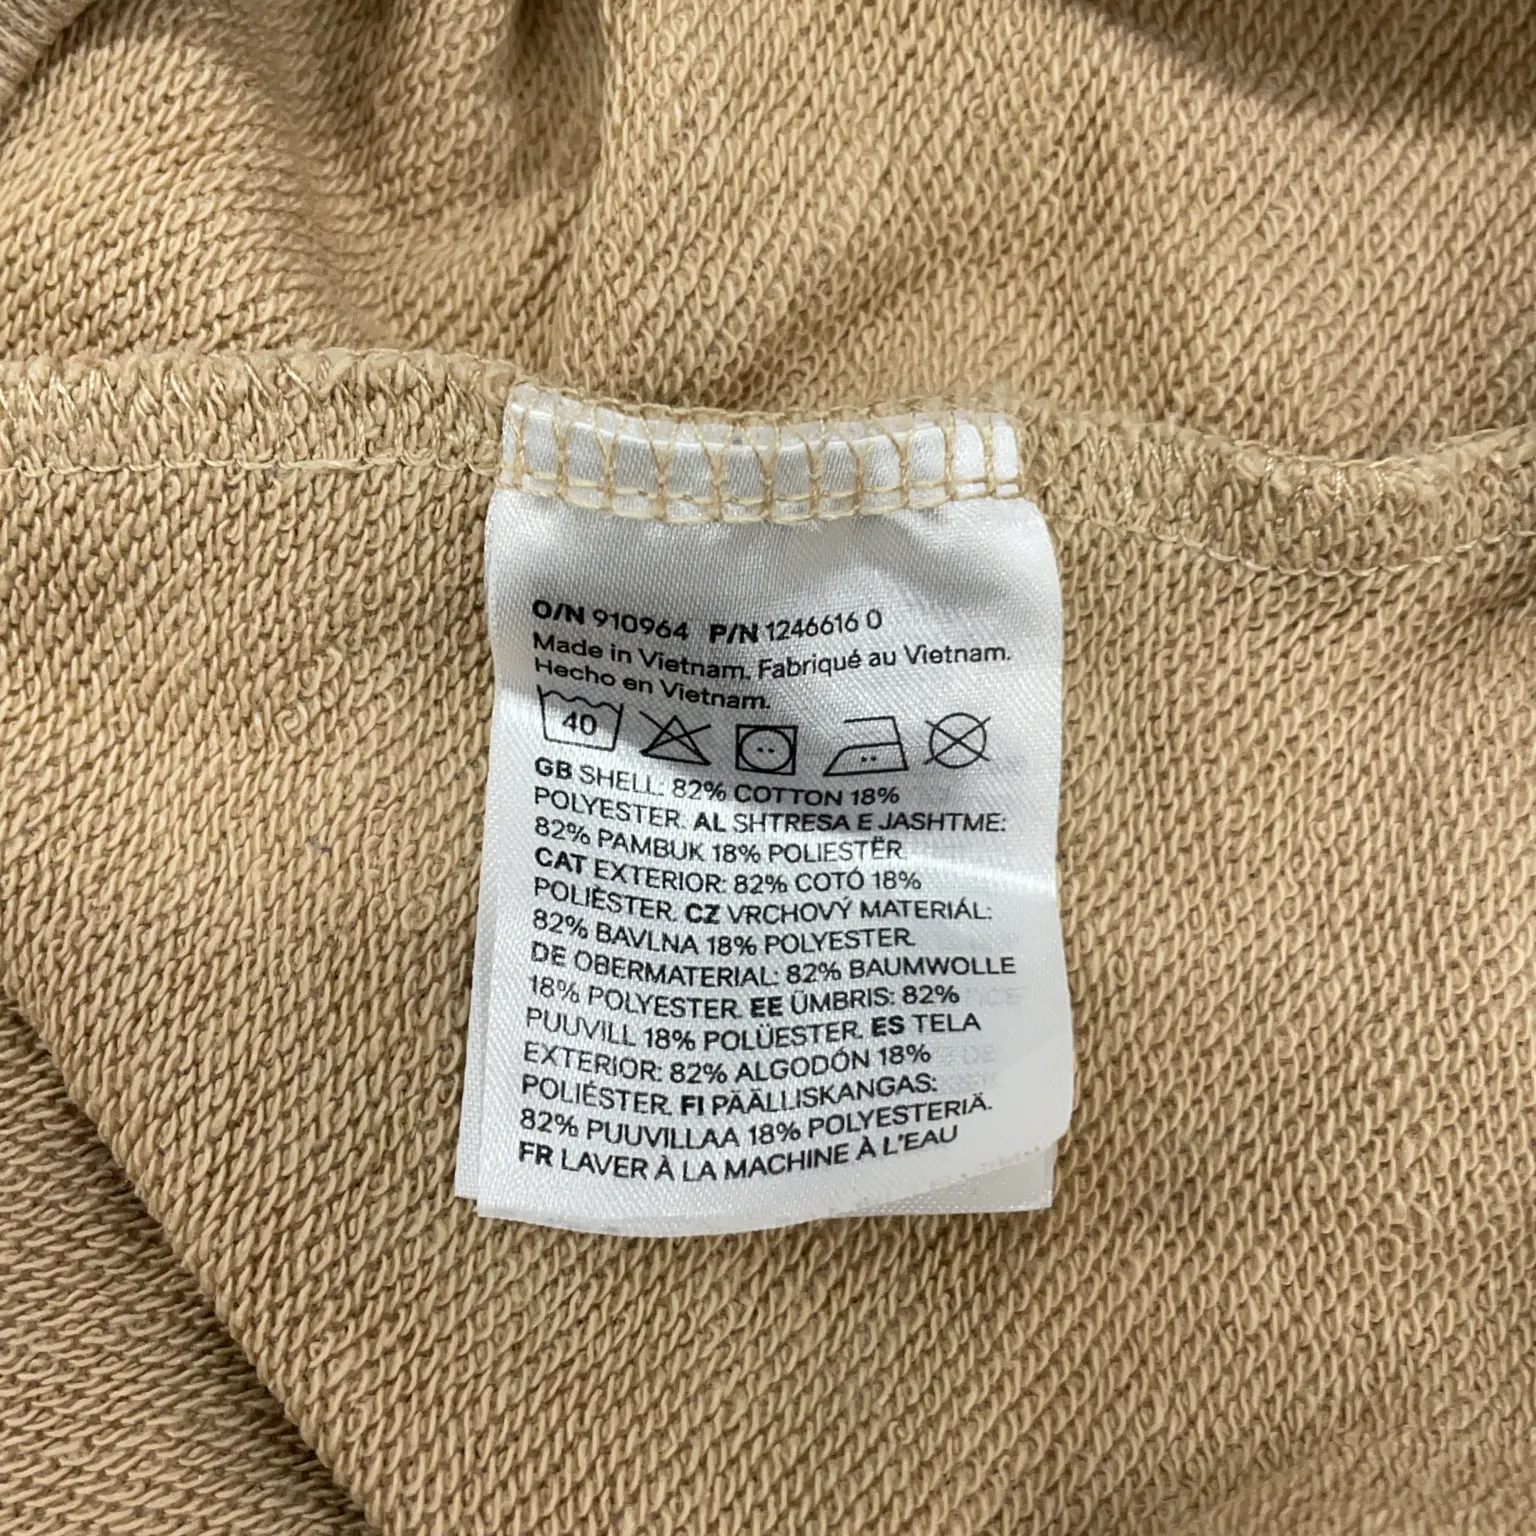 O/N 910964 P/N 1246616 0
Made in Vietnam. Fabriqué au Vietnam.
Hecho en Vietnam.
40
GB SHELL: 82% COTTON 18%
POLYESTER. AL SHTRESA E JASHTME:
82% PAMBUK 18% POLIESTËR.
CAT EXTERIOR: 82% COTÓ 18%
POLIÈSTER. CZ VRCHOVÝ MATERIÁL:
82% BAVLNA 18% POLYESTER.
DE OBERMATERIAL: 82% BAUMWOLLE
18% POLYESTER. EE ÜMBRIS: 82%
PUUVILL 18% POLÜESTER. ES TELA
EXTERIOR: 82% ALGODÓN 18%
POLIÉSTER. FI PÄÄLLISKANGAS:
82% PUUVILLAA 18% POLYESTERIÄ.
FR LAVER À LA MACHINE À L'EAU